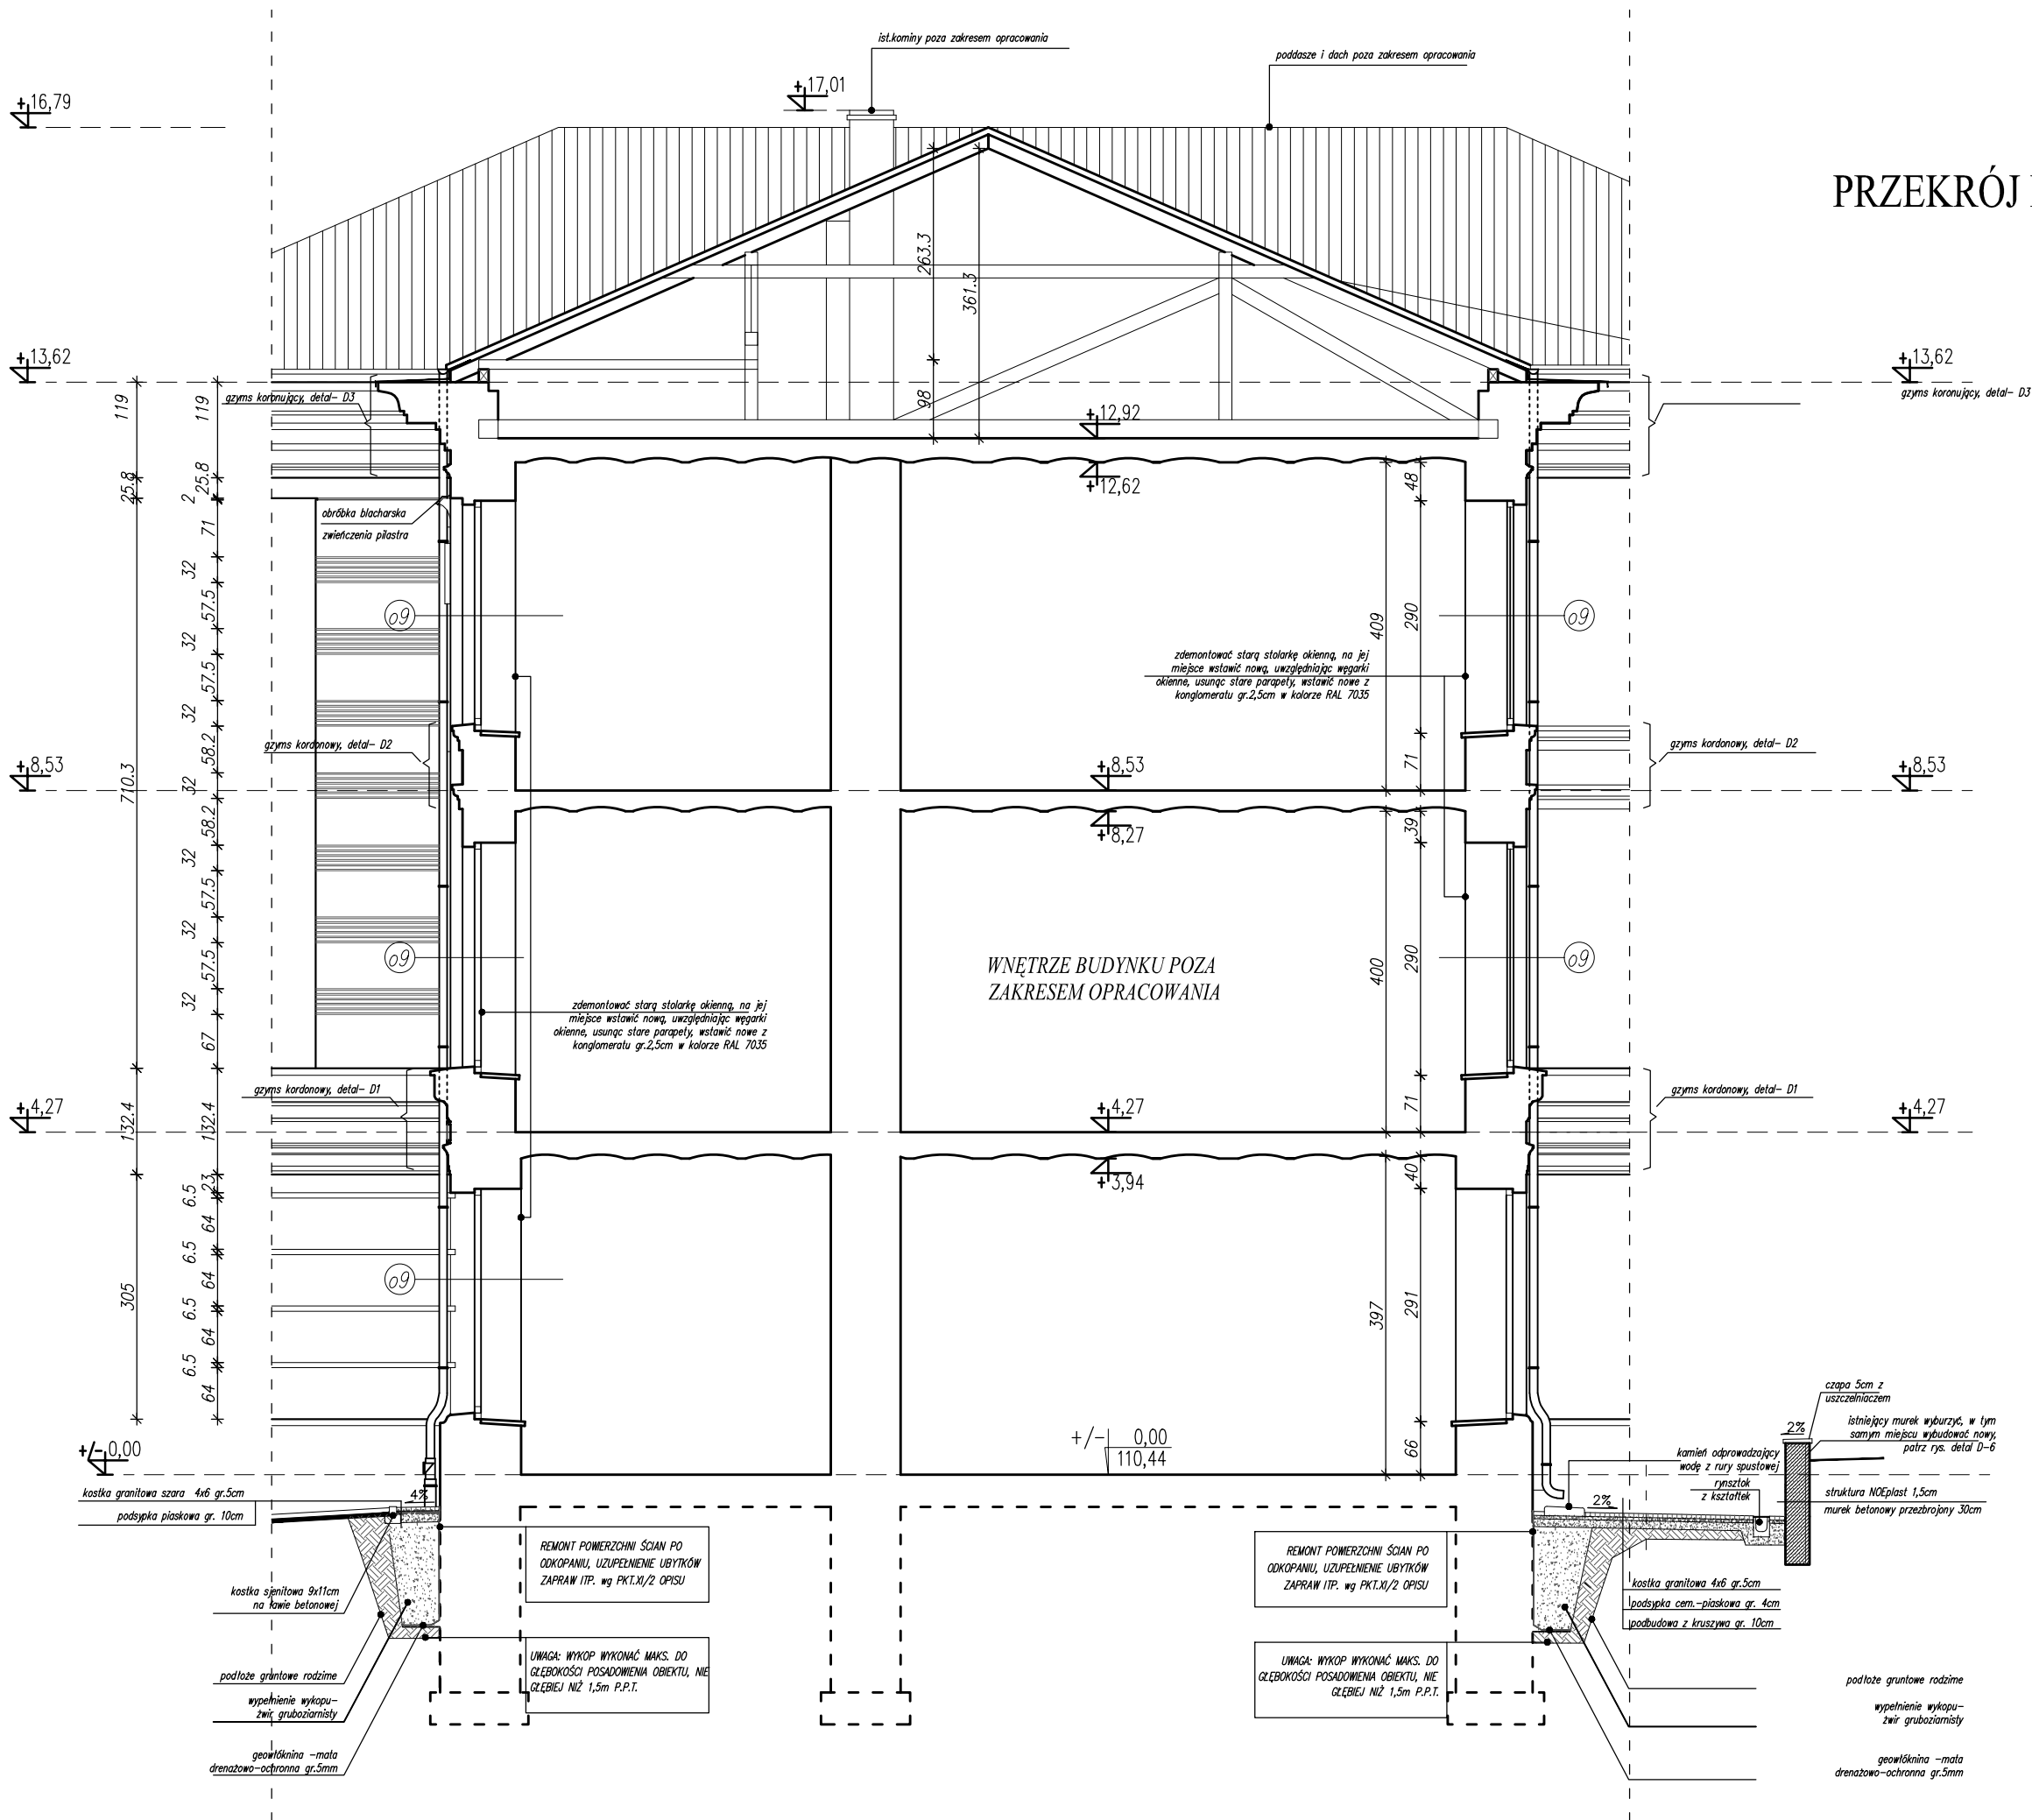 ist.kominy poza zakresem opracowania
poddasze i dach poza zakresem opracowania
+17,01
+16,79
PRZEKRÓJ
263.3
361.3
98
+13,62
+13,62
gzyms koronujący, detal- D3
gzyms koronujący, detal- D3
119
119
+12,92
+12,62
25.8
25.8
2
71
48
obróbka blacharska
zwieńczenia pilastra
32
57.5
o9
o9
32
409
290
zdemontować starą stolarkę okienną, na jej
miejsce wstawić nową, uwzględniając węgarki
okienne, usunąc stare parapety, wstawić nowe z
konglomeratu gr.2,5cm w kolorze RAL 7035
57.5
32
gzyms kordonowy, detal- D2
gzyms kordonowy, detal- D2
58.2
71
+8,53
+8,53
+8,53
710.3
32
58.2
+8,27
39
32
57.5
32
o9
o9
400
290
57.5
WNĘTRZE BUDYNKU POZA
ZAKRESEM OPRACOWANIA
32
zdemontować starą stolarkę okienną, na jej
miejsce wstawić nową, uwzględniając węgarki
okienne, usunąc stare parapety, wstawić nowe z
konglomeratu gr.2,5cm w kolorze RAL 7035
67
gzyms kordonowy, detal- D1
gzyms kordonowy, detal- D1
71
+4,27
+4,27
+4,27
132.4
132.4
+3,94
40
23
6.5
64
6.5
64
o9
305
397
291
6.5
64
6.5
64
czapa 5cm z
uszczelniaczem
istniejący murek wyburzyć, w tym
samym miejscu wybudować nowy,
patrz rys. detal D-6
2%
+/- 0,00
+/- 0,00
110,44
66
kamień odprowadzający
wodę z rury spustowej
rynsztok
z kształtek
kostka granitowa szara 4x6 gr.5cm
4%
2%
struktura NOEplast 1,5cm
podsypka piaskowa gr. 10cm
murek betonowy przezbrojony 30cm
REMONT POWIERZCHNI ŚCIAN PO
ODKOPANIU, UZUPEŁNIENIE UBYTKÓW
ZAPRAW ITP. wg PKT.XI/2 OPISU
REMONT POWIERZCHNI ŚCIAN PO
ODKOPANIU, UZUPEŁNIENIE UBYTKÓW
ZAPRAW ITP. wg PKT.XI/2 OPISU
kostka sjenitowa 9x11cm
na ławie betonowej
kostka granitowa 4x6 gr.5cm
podsypka cem.-piaskowa gr. 4cm
podbudowa z kruszywa gr. 10cm
UWAGA: WYKOP WYKONAĆ MAKS. DO
GŁĘBOKOŚCI POSADOWIENIA OBIEKTU, NIE
GŁĘBIEJ NIŻ 1,5m P.P.T.
UWAGA: WYKOP WYKONAĆ MAKS. DO
GŁĘBOKOŚCI POSADOWIENIA OBIEKTU, NIE
GŁĘBIEJ NIŻ 1,5m P.P.T.
podłoże gruntowe rodzime
podłoże gruntowe rodzime
wypełnienie wykopu-
żwir gruboziarnisty
wypełnienie wykopu-
żwir gruboziarnisty
geowłóknina -mata
drenażowo-ochronna gr.5mm
geowłóknina -mata
drenażowo-ochronna gr.5mm